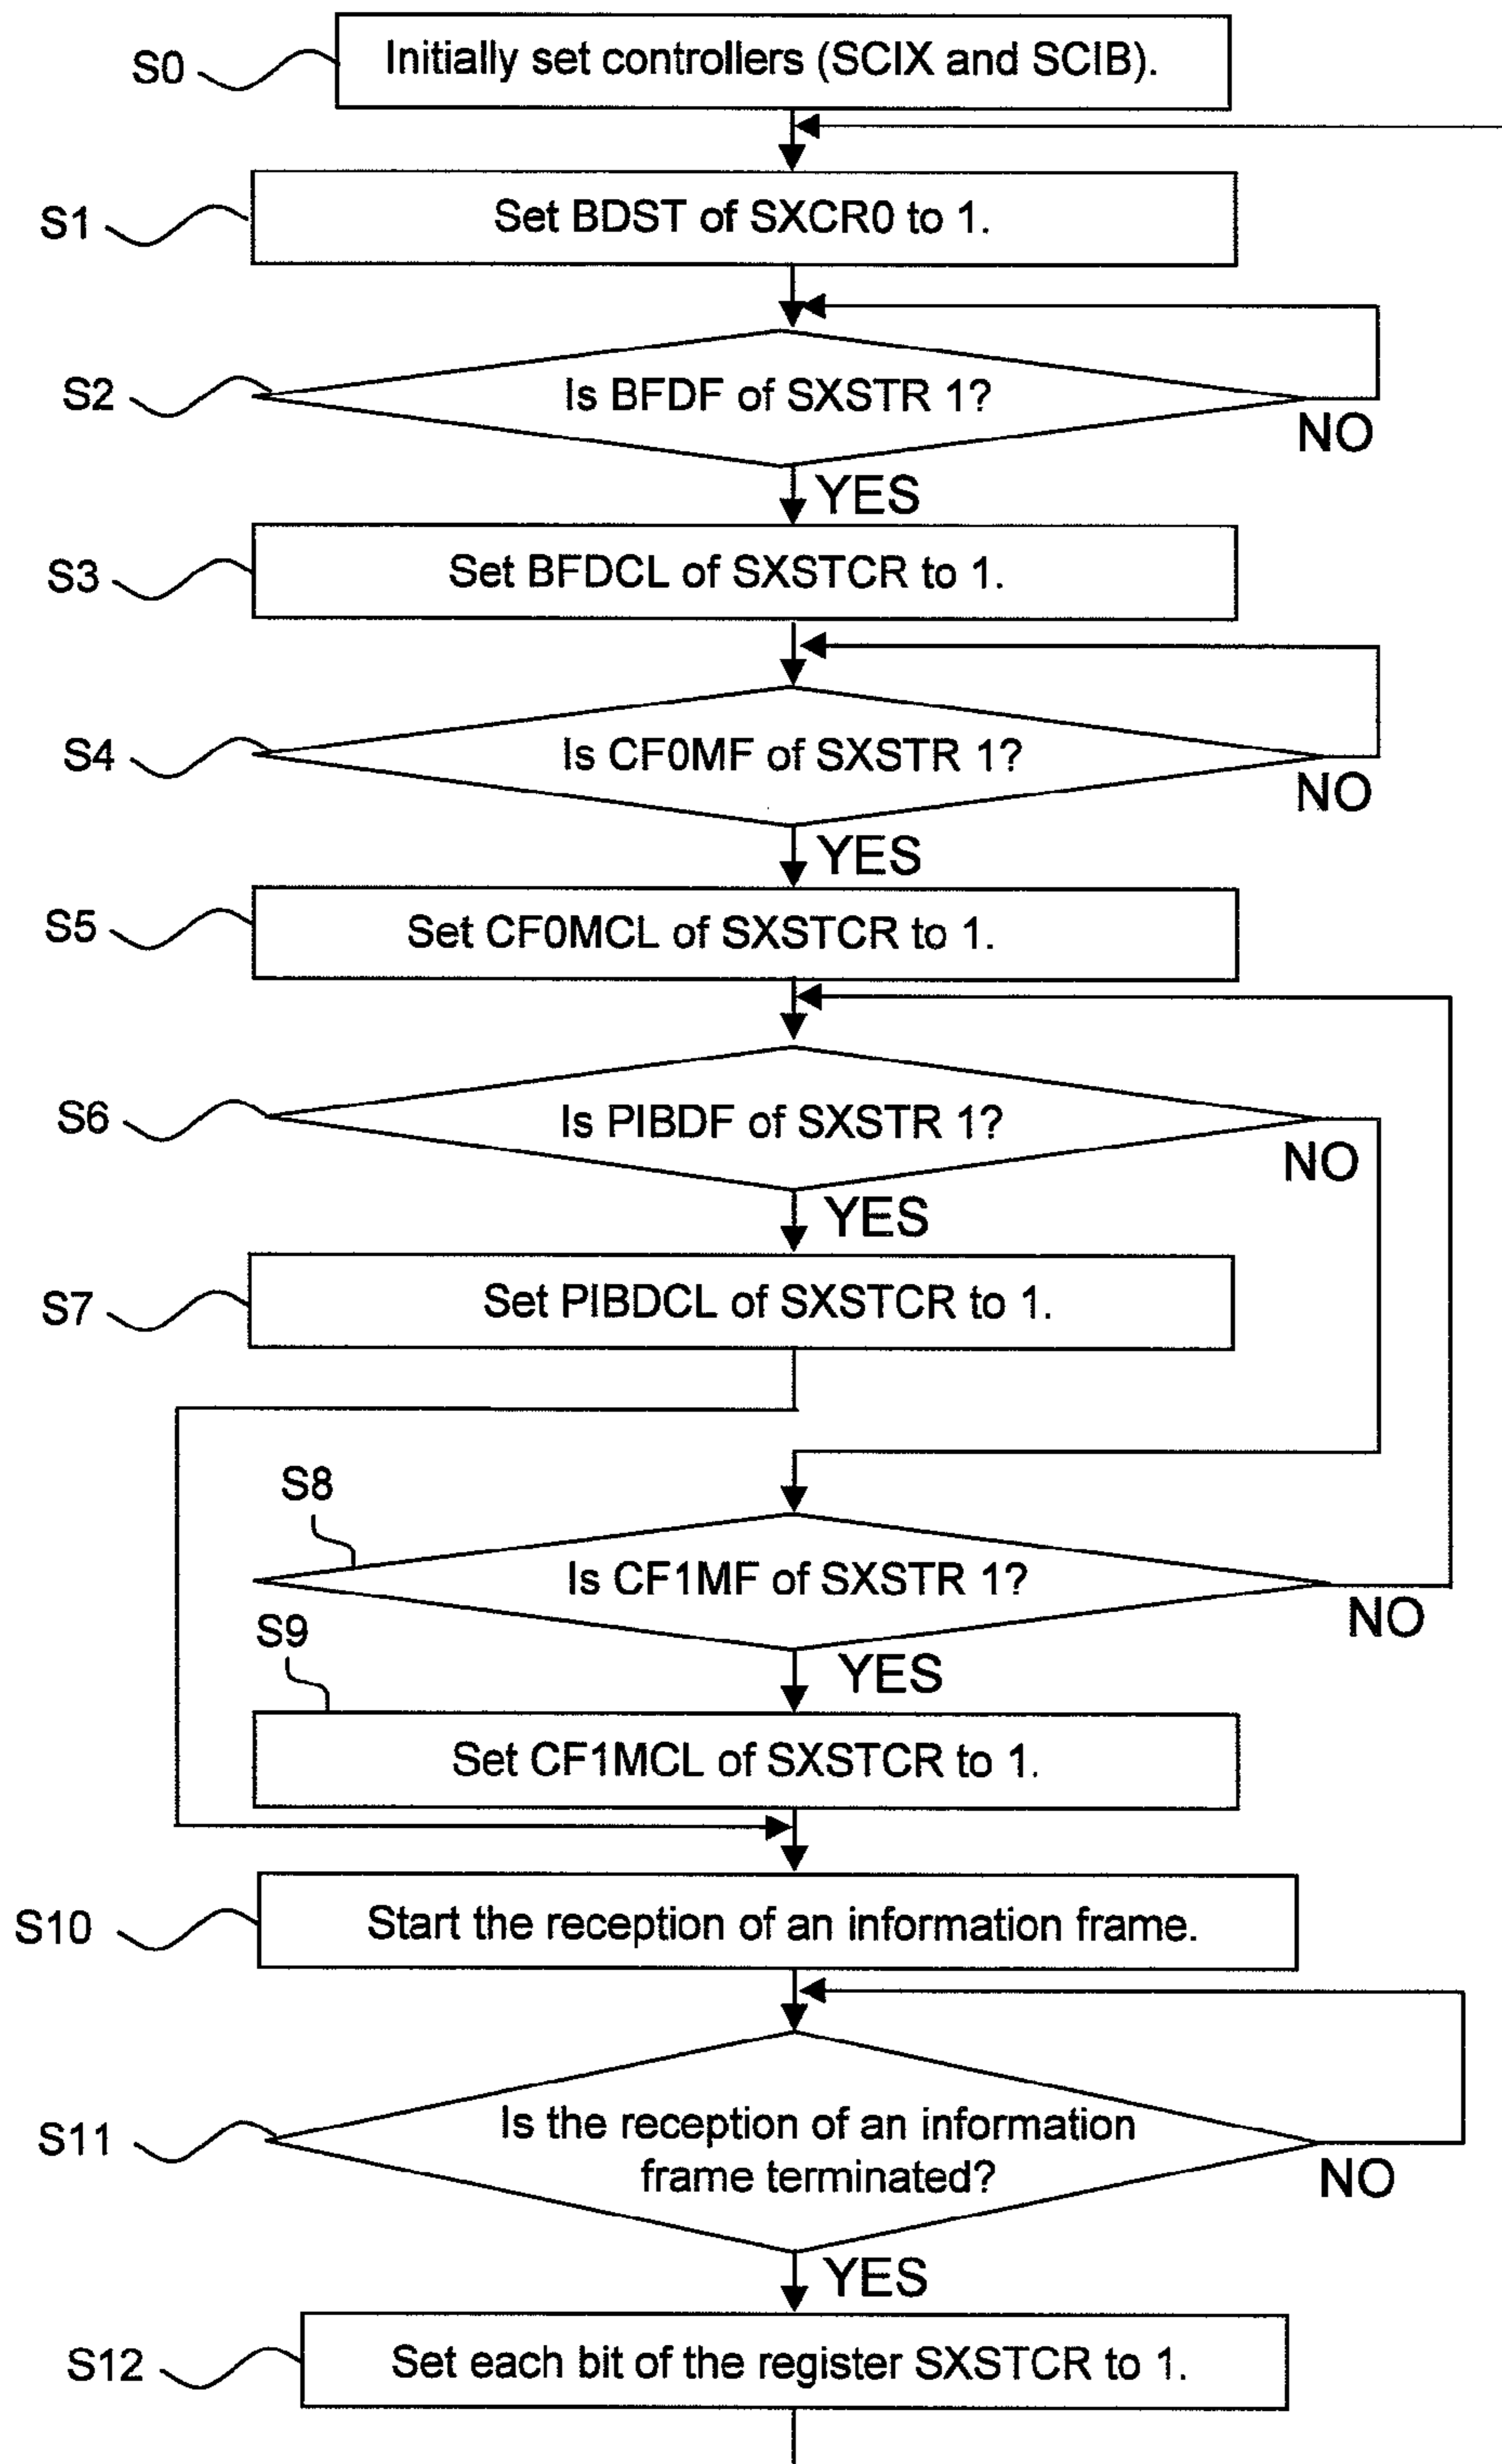 S0
Initially set controllers (SCIX and SCIB).
S1
Set BDST of SXCR0 to 1.
S2
Is BFDF of SXSTR 1?
NO
YES
S3
Set BFDCL of SXSTCR to 1.
S4
Is CF0MF of SXSTR 1?
NO
YES
S5
Set CF0MCL of SXSTCR to 1.
S6
Is PIBDF of SXSTR 1?
NO
YES
S7
Set PIBDCL of SXSTCR to 1.
S8
Is CF1MF of SXSTR 1?
NO
S9
YES
Set CF1MCL of SXSTCR to 1.
S10
Start the reception of an information frame.
S11
Is the reception of an information
frame terminated?
NO
YES
S12
Set each bit of the register SXSTCR to 1.